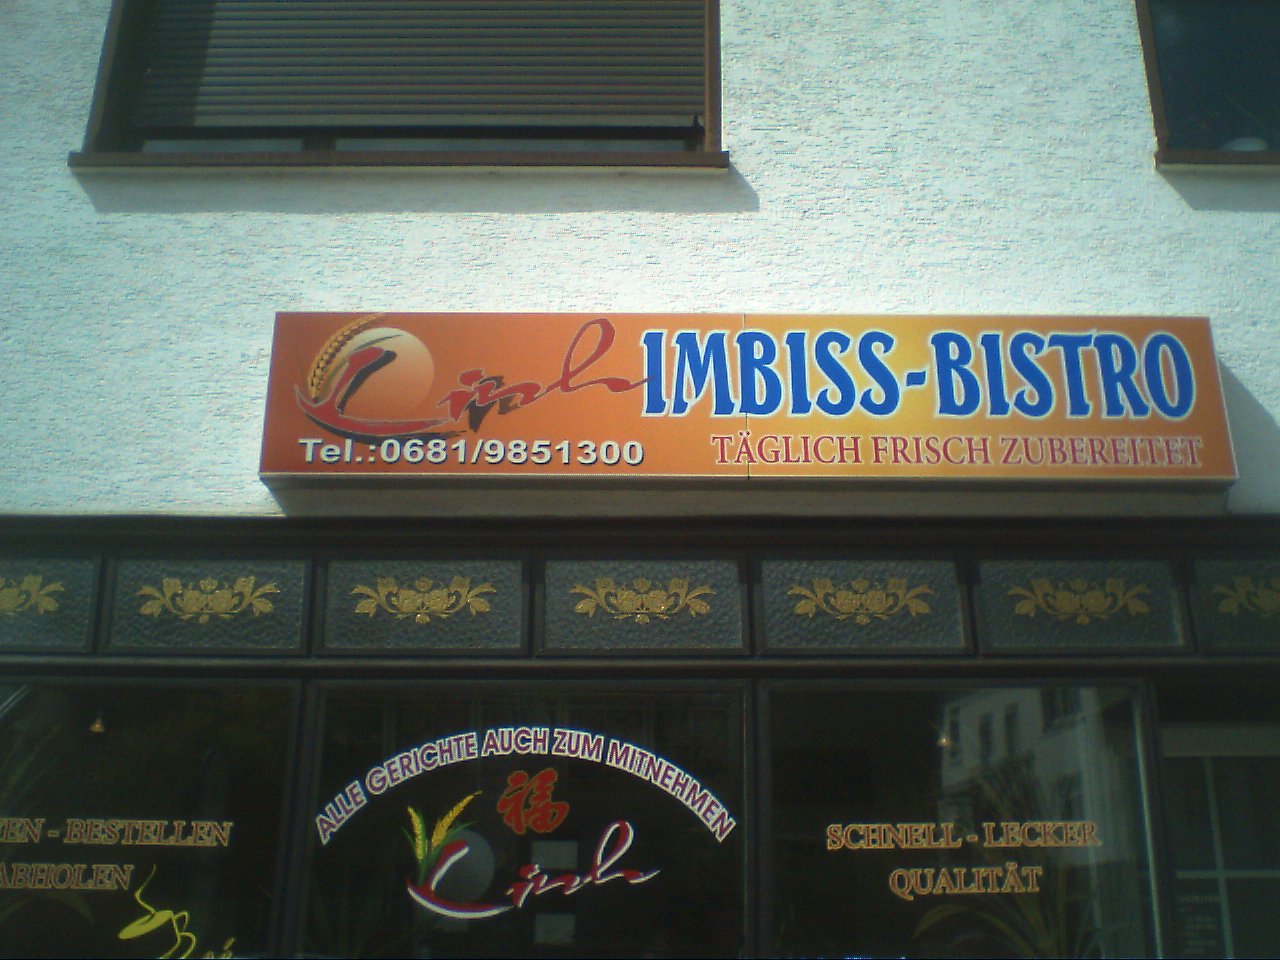 Linh IMBISS-BISTRO
Tel.:0681/9851300
TÄGLICH FRISCH ZUBEREITET
ALLE GERICHTE AUCH ZUM MITNEHMEN
福
Linh
- BESTELLEN
ABHOLEN
SCHNELL - LECKER
QUALITÄT